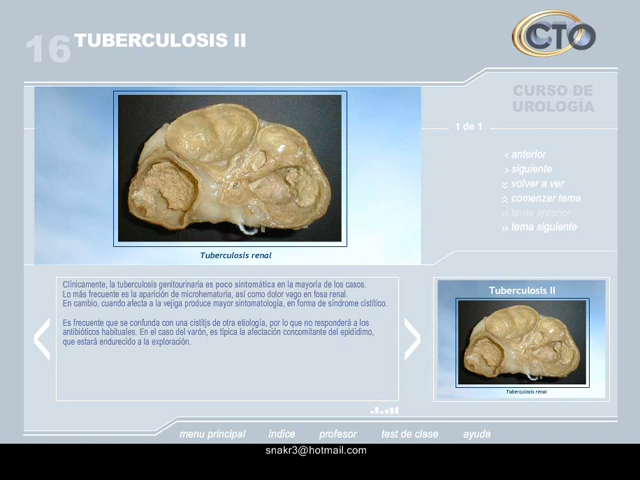 16 TUBERCULOSIS II
CTO
CURSO DE
UROLOGÍA
1 de 1
anterior
siguiente
volver a ver
comenzar tema
tema anterior
tema siguiente
Tuberculosis renal
Clínicamente, la tuberculosis genitourinaria es poco sintomática en la mayoría de los casos.
Lo más frecuente es la aparición de microhematuria, así como dolor vago en fosa renal.
En cambio, cuando afecta a la vejiga produce mayor sintomatología, en forma de síndrome cistítico.
Es frecuente que se confunda con una cistitis de otra etiología, por lo que no responderá a los
antibióticos habituales. En el caso del varón, es típica la afectación concomitante del epidídimo,
que estará endurecido a la exploración.
Tuberculosis II
Tuberculosis renal
menu principal índice profesor test de clase ayuda
snakr3@hotmail.com